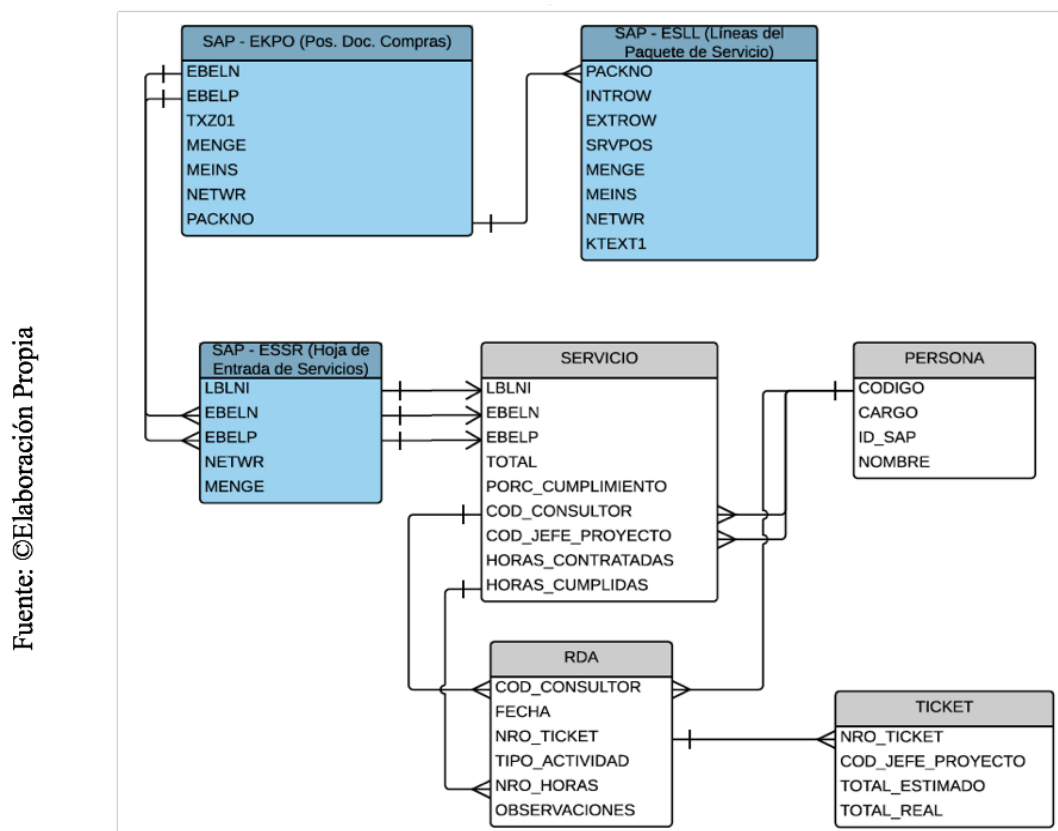 Fuente: ©Elaboración Propia
SAP - EKPO (Pos. Doc. Compras)
EBELN
EBELP
TXZ01
MENGE
MEINS
NETWR
PACKNO
SAP - ESLL (Líneas del
Paquete de Servicio)
PACKNO
INTROW
EXTROW
SRVPOS
MENGE
MEINS
NETWR
KTEXT1
SAP - ESSR (Hoja de
Entrada de Servicios)
LBLNI
EBELN
EBELP
NETWR
MENGE
SERVICIO
LBLNI
EBELN
EBELP
TOTAL
PORC_CUMPLIMIENTO
COD_CONSULTOR
COD_JEFE_PROYECTO
HORAS_CONTRATADAS
HORAS_CUMPLIDAS
PERSONA
CODIGO
CARGO
ID_SAP
NOMBRE
RDA
COD_CONSULTOR
FECHA
NRO_TICKET
TIPO_ACTIVIDAD
NRO_HORAS
OBSERVACIONES
TICKET
NRO_TICKET
COD_JEFE_PROYECTO
TOTAL_ESTIMADO
TOTAL_REAL